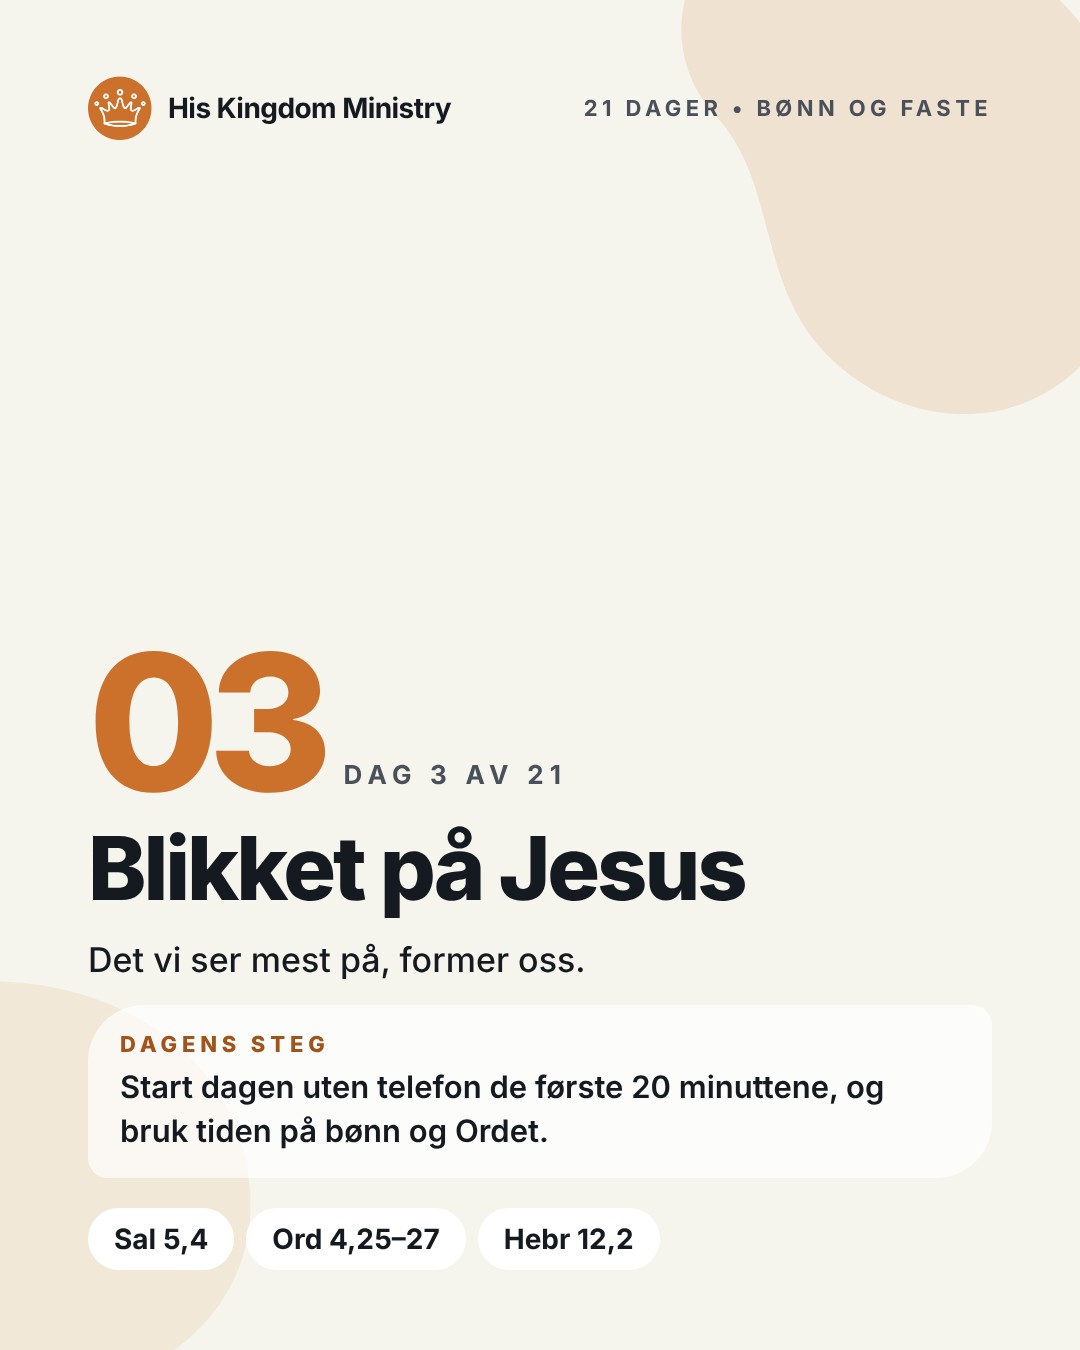 His Kingdom Ministry
21 DAGER • BØNN OG FASTE
03
DAG 3 AV 21
Blikket på Jesus
Det vi ser mest på, former oss.
DAGENS STEG
Start dagen uten telefon de første 20 minuttene, og
bruk tiden på bønn og Ordet.
Sal 5,4
Ord 4,25–27
Hebr 12,2